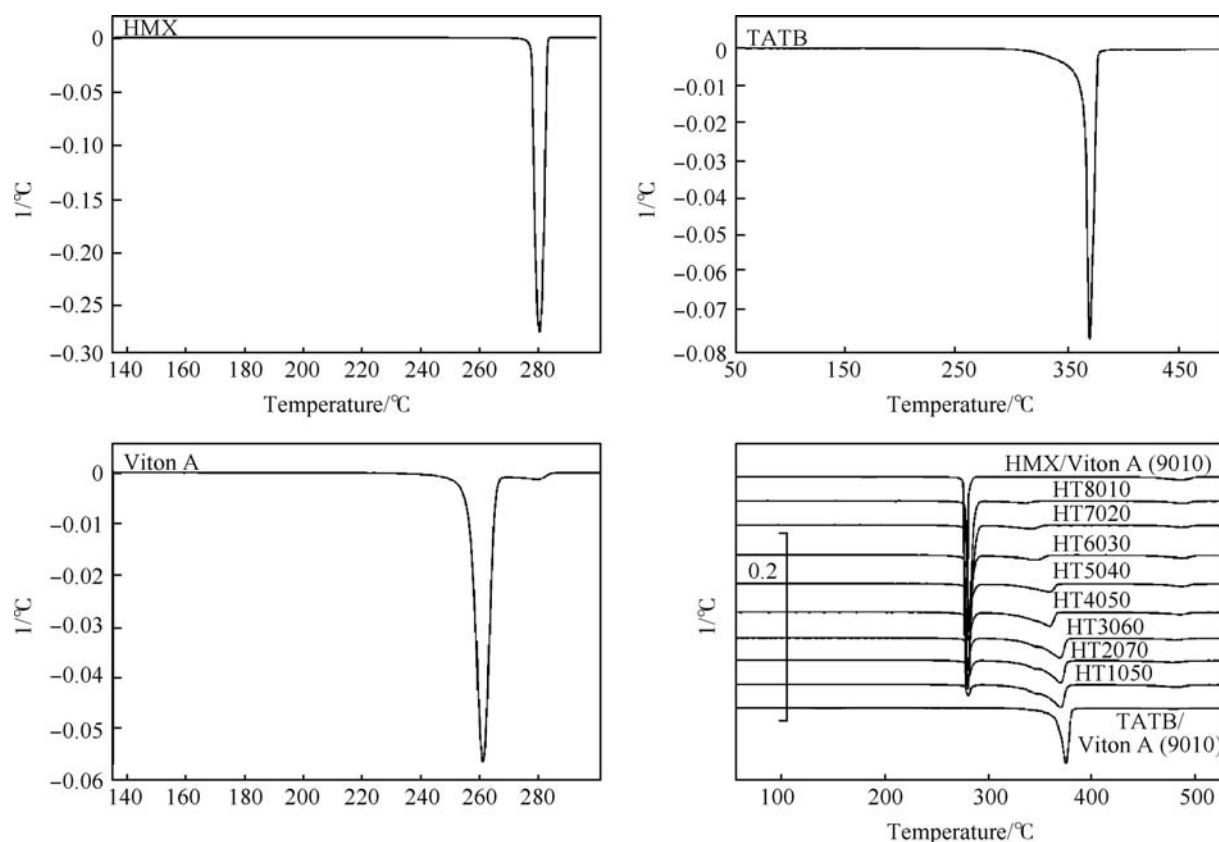 HMX
0
−0.05
−0.10
−0.15
−0.20
−0.25
−0.30
1/℃
140 160 180 200 220 240 260 280
Temperature/℃
TATB
0
−0.01
−0.02
−0.03
−0.04
−0.05
−0.06
−0.07
−0.08
1/℃
50 150 250 350 450
Temperature/℃
Viton A
0
−0.01
−0.02
−0.03
−0.04
−0.05
−0.06
1/℃
140 160 180 200 220 240 260 280
Temperature/℃
HMX/Viton A (9010)
HT8010
HT7020
HT6030
HT5040
HT4050
HT3060
HT2070
HT1050
TATB/
Viton A (9010)
0.2
1/℃
100 200 300 400 500
Temperature/℃